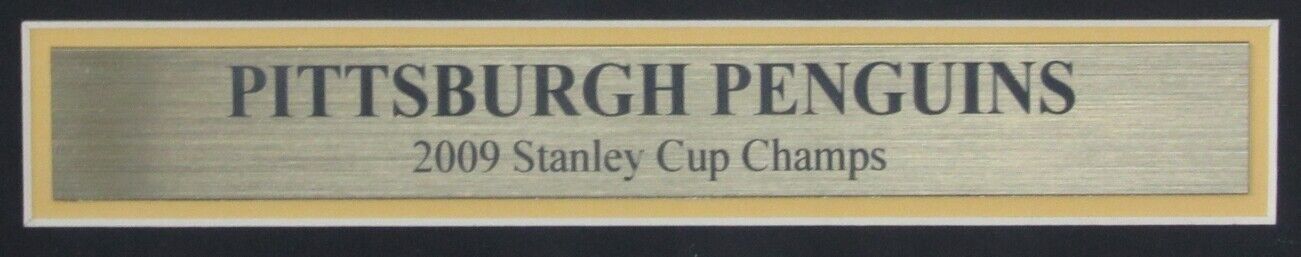 PITTSBURGH PENGUINS
2009 Stanley Cup Champs